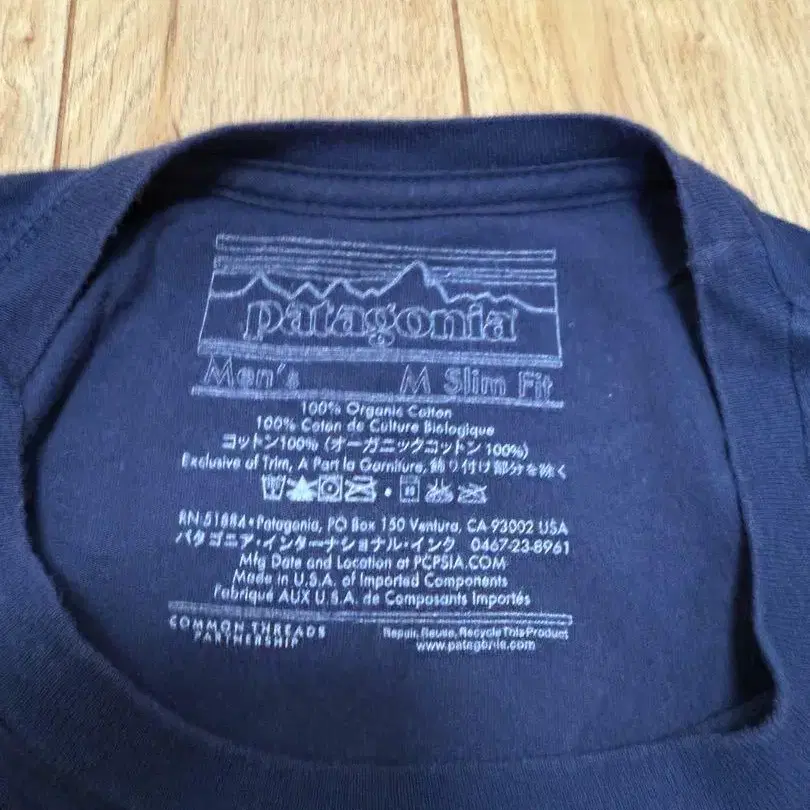 patagonia
Men's M Slim Fit
100% Organic Cotton
100% Coton de Culture Biologique
コットン100% (オーガニックコットン100%)
Exclusive of Trim, A Part la Garniture, 飾り付け部分を除く
RN 51884•Patagonia, PO Box 150 Ventura, CA 93002 USA
パタゴニア・インターナショナル・インク 0467-23-8961
Mfg Date and Location at PCPSIA.COM
Made in U.S.A. of Imported Components
Fabriqué AUX U.S.A. de Composants Importés
COMMON THREADS
PARTNERSHIP
Repair, Reuse, Recycle This Product
www.patagonia.com